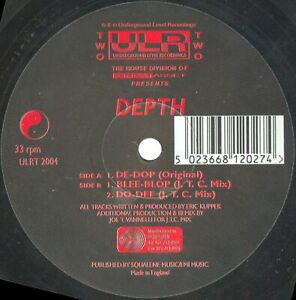 ℗ & © Underground Level Recordings
TWO
ULR
TWO
UNDERGROUND LEVEL RECORDINGS
THE HOUSE DIVISION OF
PRESENTS
DEPTH
33 rpm
ULRT 2004
5 023668 120274 >
SIDE A 1. DE-DOP (Original)
SIDE B 1. BLEE-BLOP (J. T. C. Mix)
2. DO-DEE (J. T. C. Mix)
ALL TRACKS WRITTEN & PRODUCED BY ERIC KUPPER
ADDITIONAL PRODUCTION & REMIX BY
JOE T. VANNELLI FOR J.T.C. MIX
PUBLISHED BY SQUALENE MUSIC/EMI MUSIC
Made in England